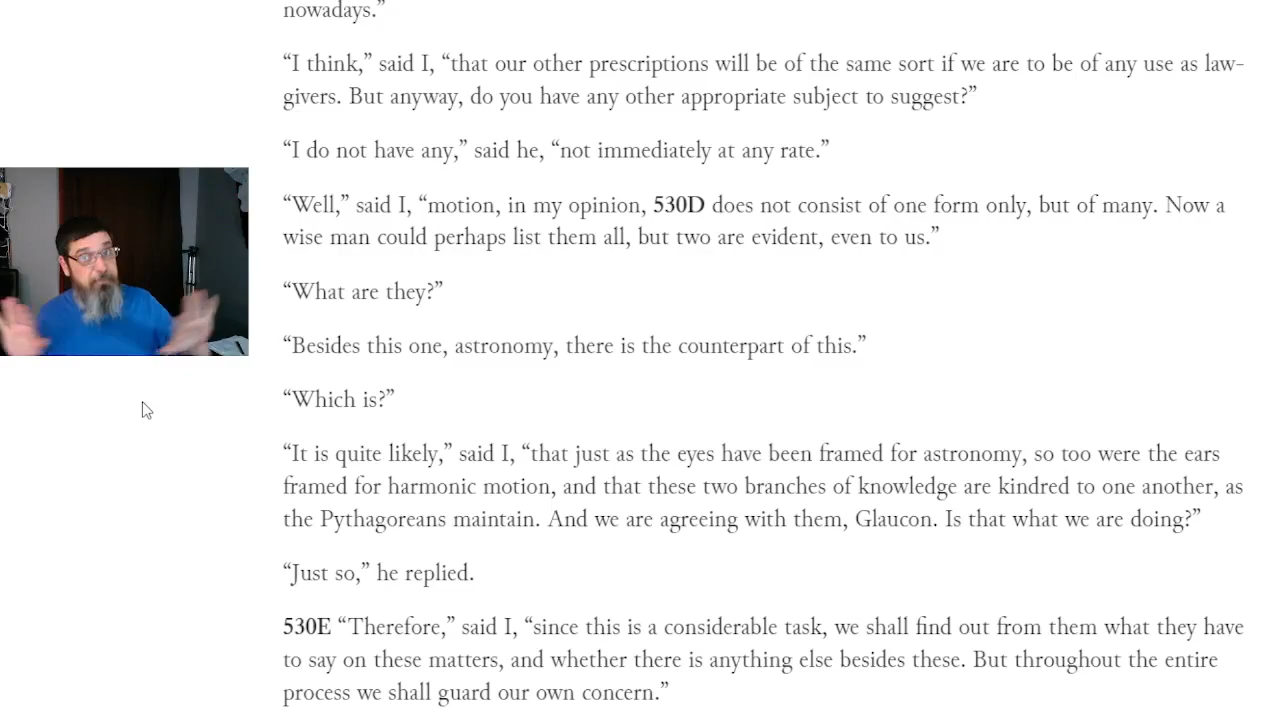 nowadays.”
“I think,” said I, “that our other prescriptions will be of the same sort if we are to be of any use as law-
givers. But anyway, do you have any other appropriate subject to suggest?”
“I do not have any,” said he, “not immediately at any rate.”
“Well,” said I, “motion, in my opinion, 530D does not consist of one form only, but of many. Now a
wise man could perhaps list them all, but two are evident, even to us.”
“What are they?”
“Besides this one, astronomy, there is the counterpart of this.”
“Which is?”
“It is quite likely,” said I, “that just as the eyes have been framed for astronomy, so too were the ears
framed for harmonic motion, and that these two branches of knowledge are kindred to one another, as
the Pythagoreans maintain. And we are agreeing with them, Glaucon. Is that what we are doing?”
“Just so,” he replied.
530E “Therefore,” said I, “since this is a considerable task, we shall find out from them what they have
to say on these matters, and whether there is anything else besides these. But throughout the entire
process we shall guard our own concern.”